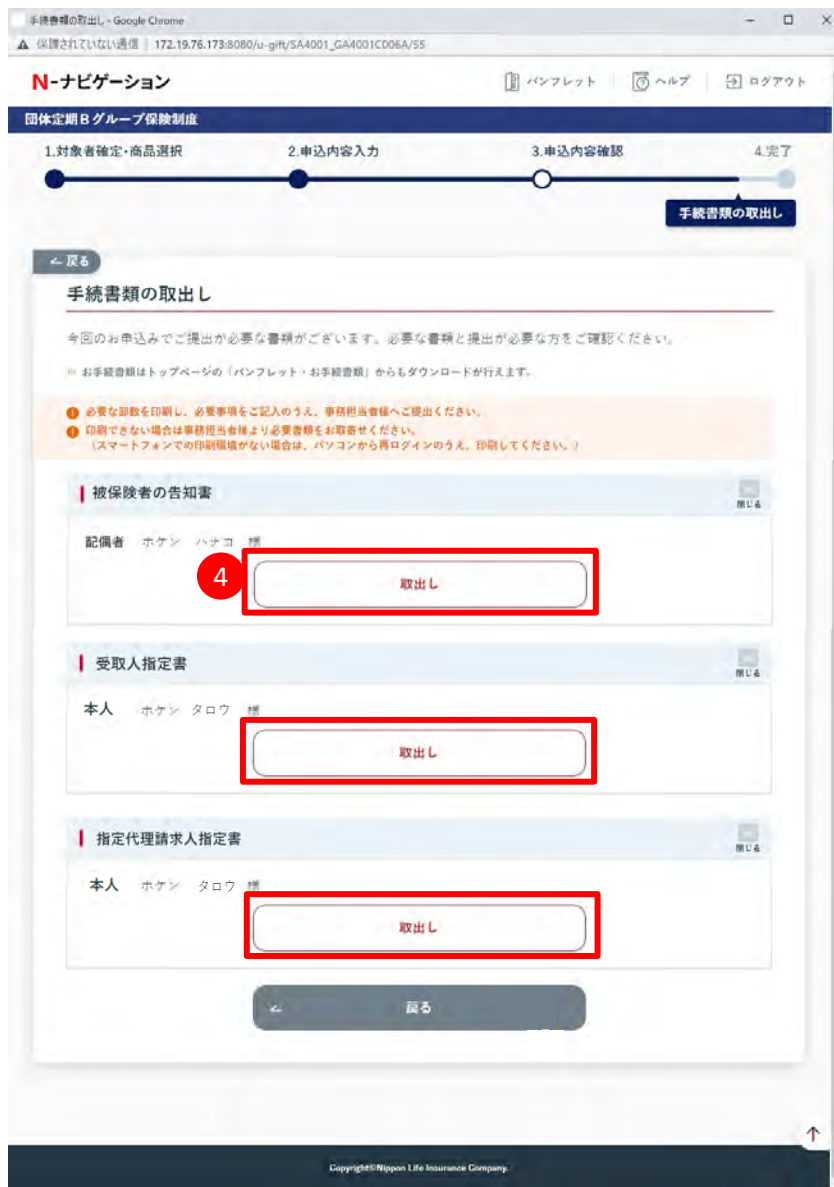 手続書類の取出し - Google Chrome
保護されていない通信 | 172.19.76.173:8080/u-gift/SA4001_GA4001CD06A/55
N-ナビゲーション
パンフレット
ヘルプ
ログアウト
団体定期Bグループ保険制度
1.対象者確定・商品選択
2.申込内容入力
3.申込内容確認
4.完了
手続書類の取出し
戻る
手続書類の取出し
今回のお申込みでご提出が必要な書類がございます。必要な書類と提出が必要な方をご確認ください。
※ お手続書類はトップページの「パンフレット・お手続書類」からもダウンロードが行えます。
必要な部数を印刷し、必要事項をご記入のうえ、事務担当者様へご提出ください。
印刷できない場合は事務担当者様より必要書類をお取寄せください。
(スマートフォンでの印刷環境がない場合は、パソコンから再ログインのうえ、印刷してください。)
被保険者の告知書
閉じる
配偶者 ホケン ハナコ 様
4
取出し
受取人指定書
閉じる
本人 ホケン タロウ 様
取出し
指定代理請求人指定書
閉じる
本人 ホケン タロウ 様
取出し
戻る
Copyright©Nippon Life Insurance Company.